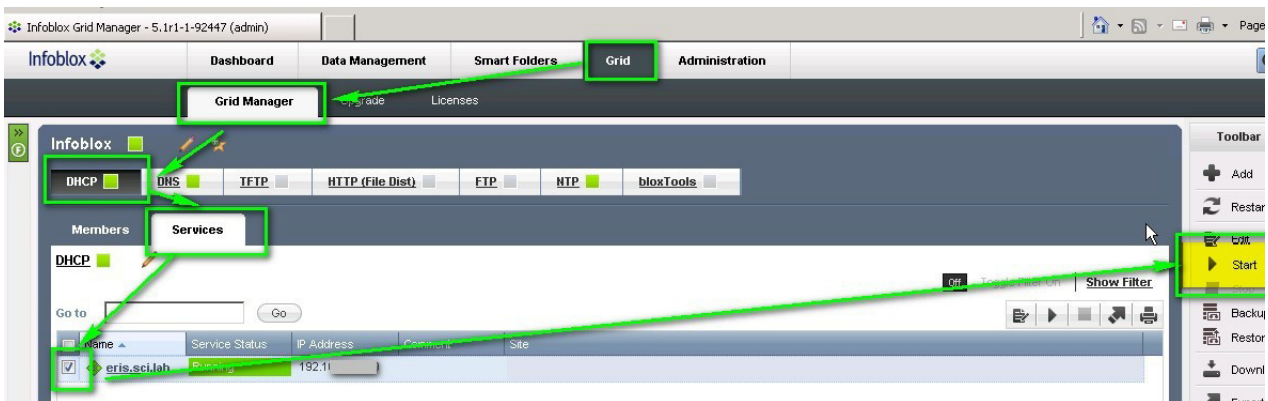 Infoblox Grid Manager - 5.1r1-1-92447 (admin)
Page
Infoblox
Dashboard
Data Management
Smart Folders
Grid
Administration
Grid Manager
Upgrade
Licenses
Infoblox
Toolbar
DHCP
DNS
TFTP
HTTP (File Dist)
FTP
NTP
bloxTools
Add
Restar
Members
Services
Edit
DHCP
Start
Off
Toggle Filter On
Show Filter
Stop
Go to
Go
Backup
Name
Service Status
IP Address
Comment
Site
Restor
eris.sci.lab
Running
192.1
Downl